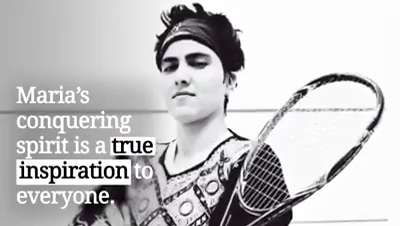 Maria’s
conquering
spirit is a true
inspiration to
everyone.